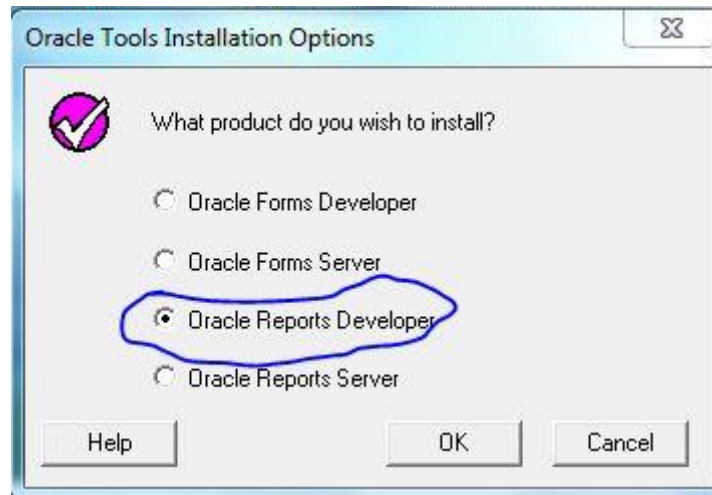 Oracle Tools Installation Options
What product do you wish to install?
Oracle Forms Developer
Oracle Forms Server
Oracle Reports Developer
Oracle Reports Server
Help OK Cancel